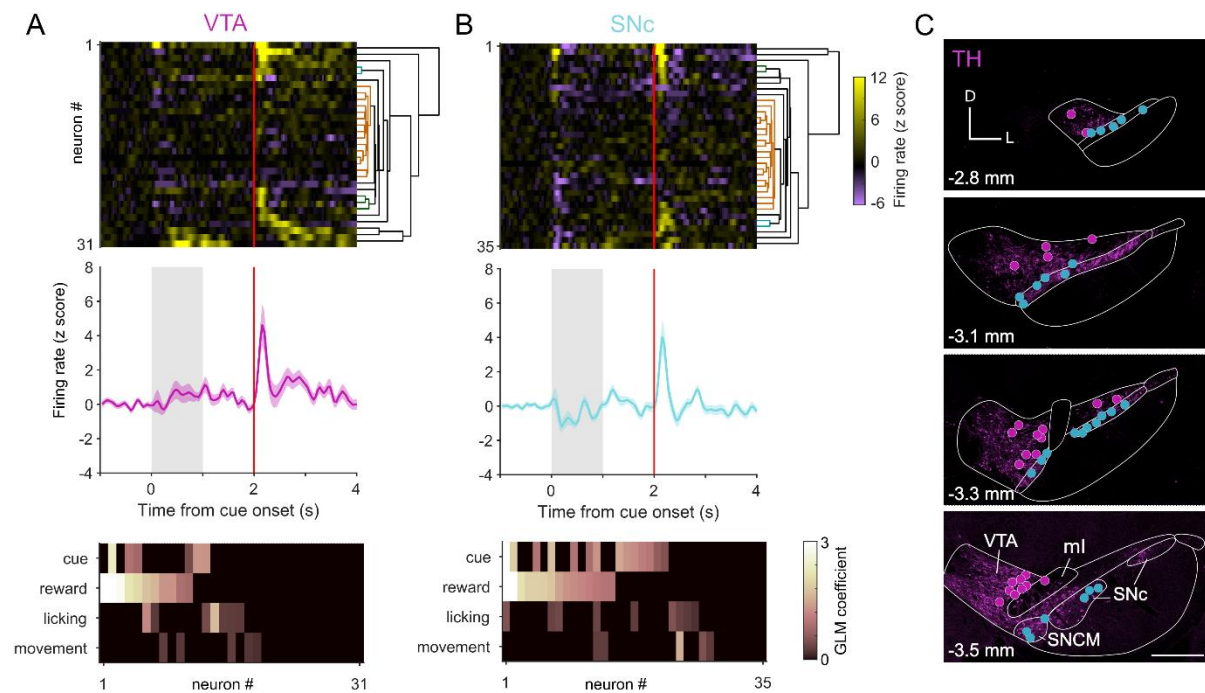 A
VTA
1
neuron #
31
8
6
4
2
0
-2
-4
Firing rate (z score)
0
2
4
Time from cue onset (s)
cue
reward
licking
movement
1
neuron #
31
3
0
GLM coefficient
B
SNc
1
35
12
6
0
-6
Firing rate (z score)
8
6
4
2
0
-2
-4
0
2
4
Time from cue onset (s)
cue
reward
licking
movement
1
neuron #
35
3
0
GLM coefficient
C
TH
D
L
-2.8 mm
-3.1 mm
-3.3 mm
VTA
ml
SNc
SNCM
-3.5 mm